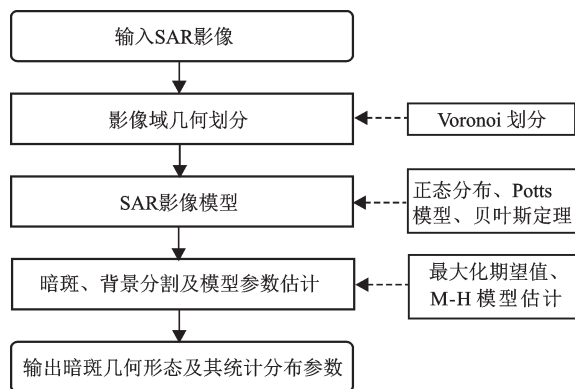 输入SAR影像
影像域几何划分
Voronoi 划分
SAR影像模型
正态分布、Potts
模型、贝叶斯定理
暗斑、背景分割及模型参数估计
最大化期望值、
M-H 模型估计
输出暗斑几何形态及其统计分布参数